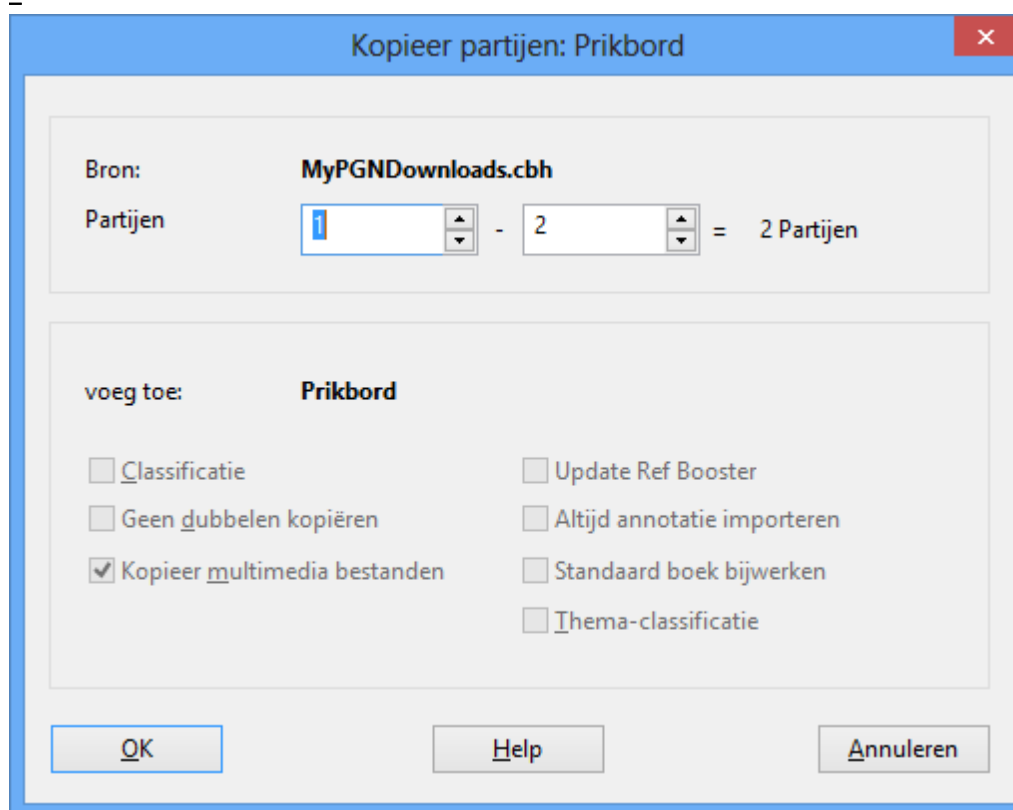 Kopieer partijen: Prikbord
Bron: MyPGNDownloads.cbh
Partijen 1 - 2 = 2 Partijen
voeg toe: Prikbord
Classificatie Update Ref Booster
Geen dubbelen kopiëren Altijd annotatie importeren
Kopieer multimedia bestanden Standaard boek bijwerken
Thema-classificatie
OK Help Annuleren